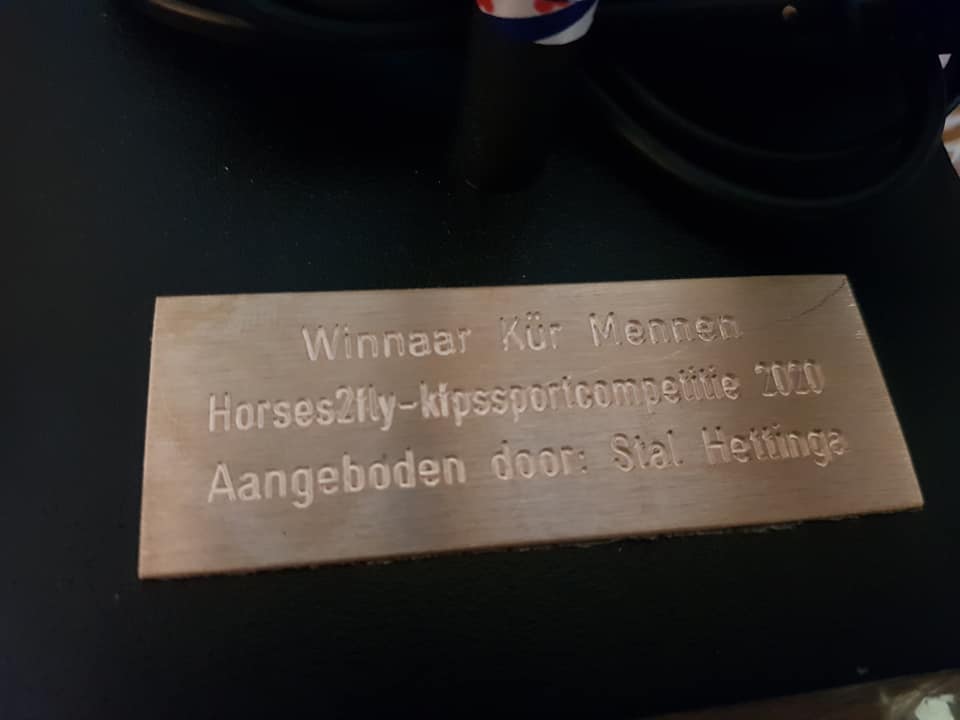 Winnaar Kür Mennen
Horses2fly-kfpssportcompetitie 2020
Aangeboden door: Stal Hettinga